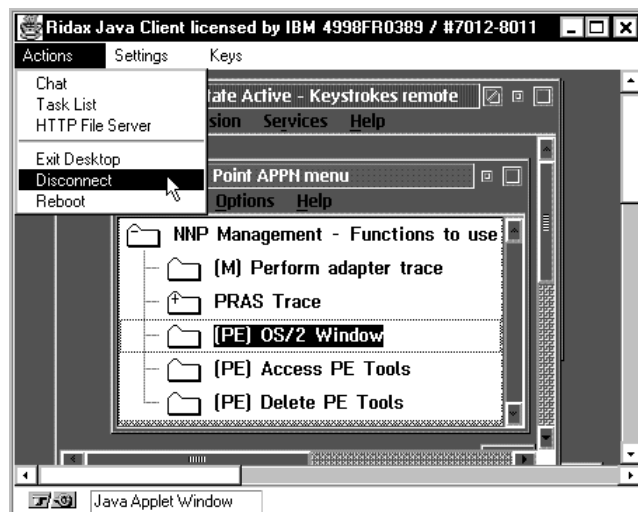 Ridax Java Client licensed by IBM 4998FR0389 / #7012-8011
Actions Settings Keys
Chat
Task List
HTTP File Server
Exit Desktop
Disconnect
Reboot
tate Active - Keystrokes remote
sion Services Help
Point APPN menu
Options Help
NNP Management - Functions to use
(M) Perform adapter trace
PRAS Trace
(PE) OS/2 Window
(PE) Access PE Tools
(PE) Delete PE Tools
Java Applet Window